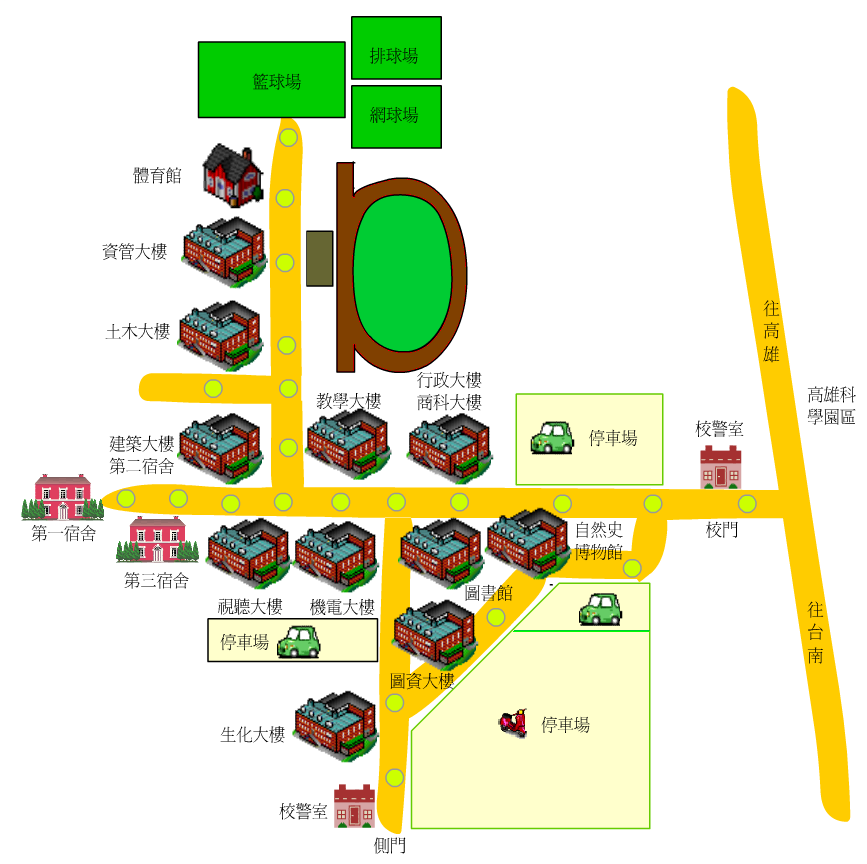 排球場
籃球場
網球場
體育館
資管大樓
土木大樓
往高雄
行政大樓
商科大樓
教學大樓
高雄科
學園區
停車場
校警室
建築大樓
第二宿舍
第一宿舍
自然史
博物館
校門
第三宿舍
圖書館
視聽大樓
機電大樓
往台南
停車場
圖資大樓
停車場
生化大樓
校警室
側門